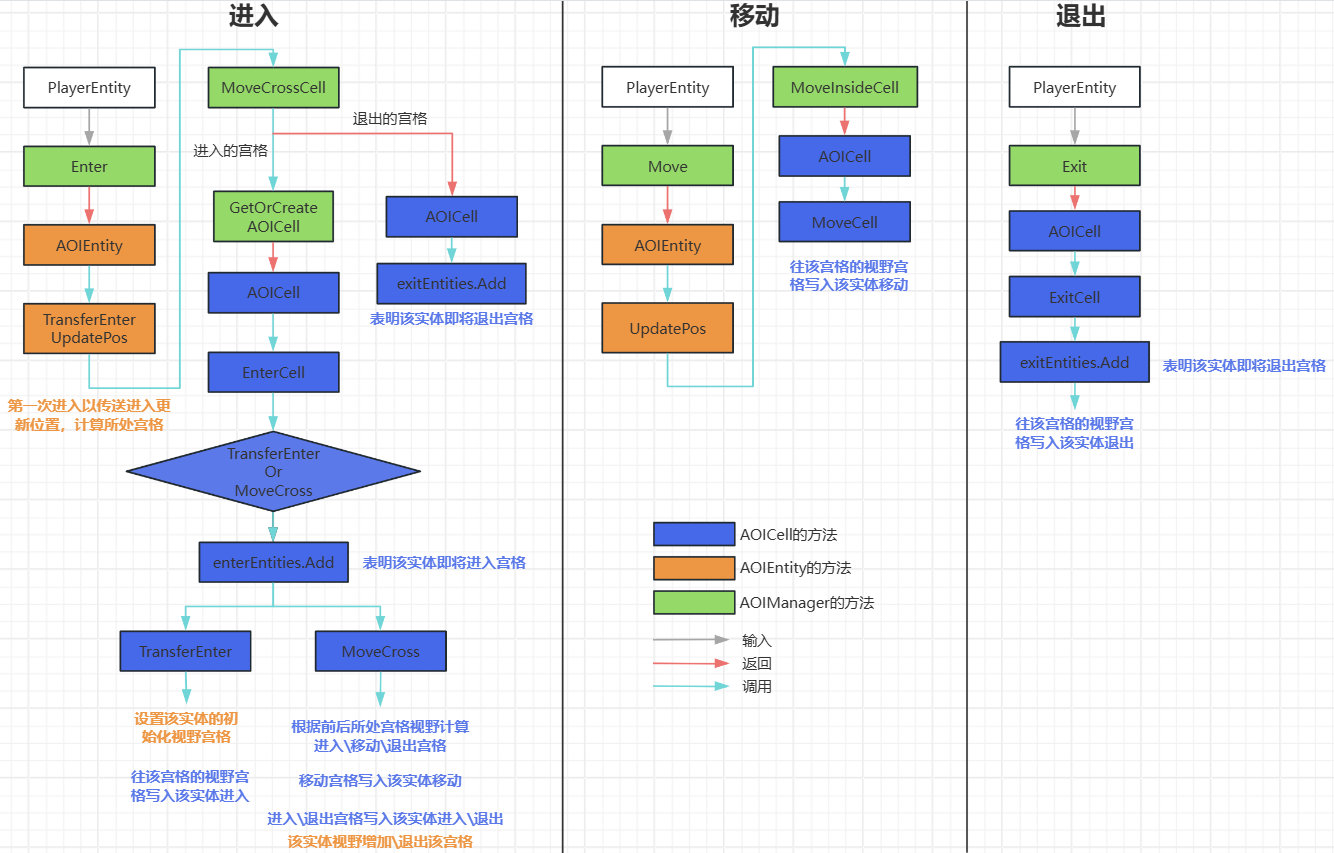 进入
PlayerEntity
Enter
AOIEntity
TransferEnter
UpdatePos
第一次进入以传送进入更
新位置，计算所处宫格
MoveCrossCell
退出的宫格
进入的宫格
GetOrCreate
AOICell
AOICell
EnterCell
AOICell
exitEntities.Add
表明该实体即将退出宫格
TransferEnter
Or
MoveCross
enterEntities.Add
表明该实体即将进入宫格
TransferEnter
设置该实体的初
始化视野宫格
往该宫格的视野宫
格写入该实体进入
MoveCross
根据前后所处宫格视野计算
进入\移动\退出宫格
移动宫格写入该实体移动
进入\退出宫格写入该实体进入\退出
该实体视野增加\退出该宫格
移动
PlayerEntity
Move
AOIEntity
UpdatePos
MoveInsideCell
AOICell
MoveCell
往该宫格的视野宫
格写入该实体移动
AOICell的方法
AOIEntity的方法
AOIManager的方法
输入
返回
调用
退出
PlayerEntity
Exit
AOICell
ExitCell
exitEntities.Add
表明该实体即将退出宫格
往该宫格的视野宫
格写入该实体退出